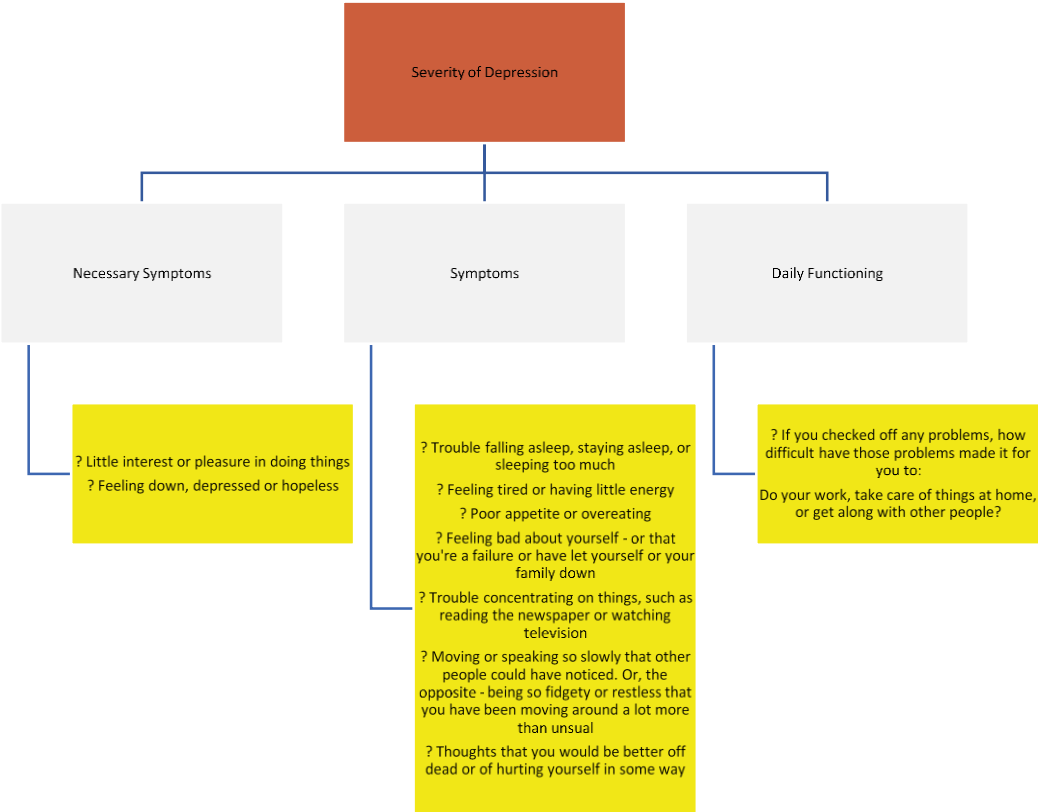 Severity of Depression
Necessary Symptoms
Symptoms
Daily Functioning
? Little interest or pleasure in doing things
? Feeling down, depressed or hopeless
? Trouble falling asleep, staying asleep, or
sleeping too much
? Feeling tired or having little energy
? Poor appetite or overeating
? Feeling bad about yourself - or that
you're a failure or have let yourself or your
family down
? Trouble concentrating on things, such as
reading the newspaper or watching
television
? Moving or speaking so slowly that other
people could have noticed. Or, the
opposite - being so fidgety or restless that
you have been moving around a lot more
than unsual
? Thoughts that you would be better off
dead or of hurting yourself in some way
? If you checked off any problems, how
difficult have those problems made it for
you to:
Do your work, take care of things at home,
or get along with other people?